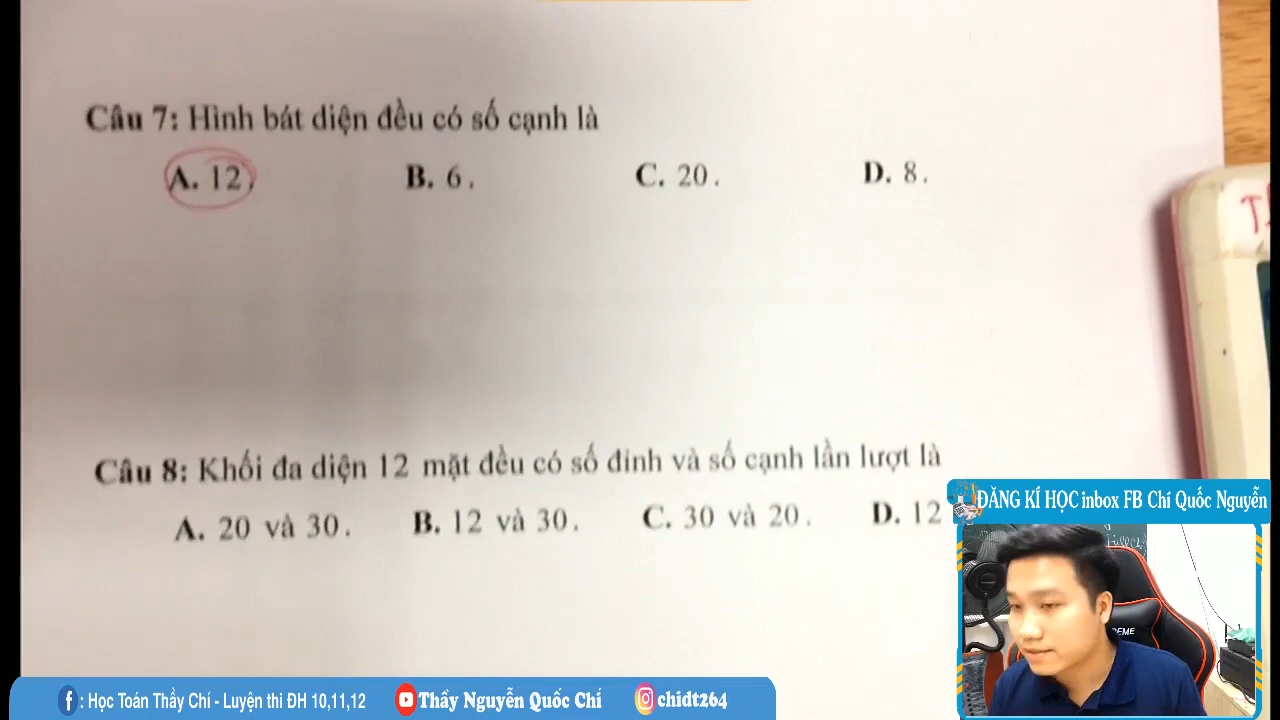 Câu 7: Hình bát diện đều có số cạnh là
A. 12, B. 6. C. 20. D. 8.
Câu 8: Khối đa diện 12 mặt đều có số đỉnh và số cạnh lần lượt là
A. 20 và 30. B. 12 và 30. C. 30 và 20. D. 12
ĐĂNG KÍ HỌC inbox FB Chí Quốc Nguyễn
: Học Toán Thầy Chí - Luyện thi ĐH 10,11,12 Thầy Nguyễn Quốc Chí chidt264